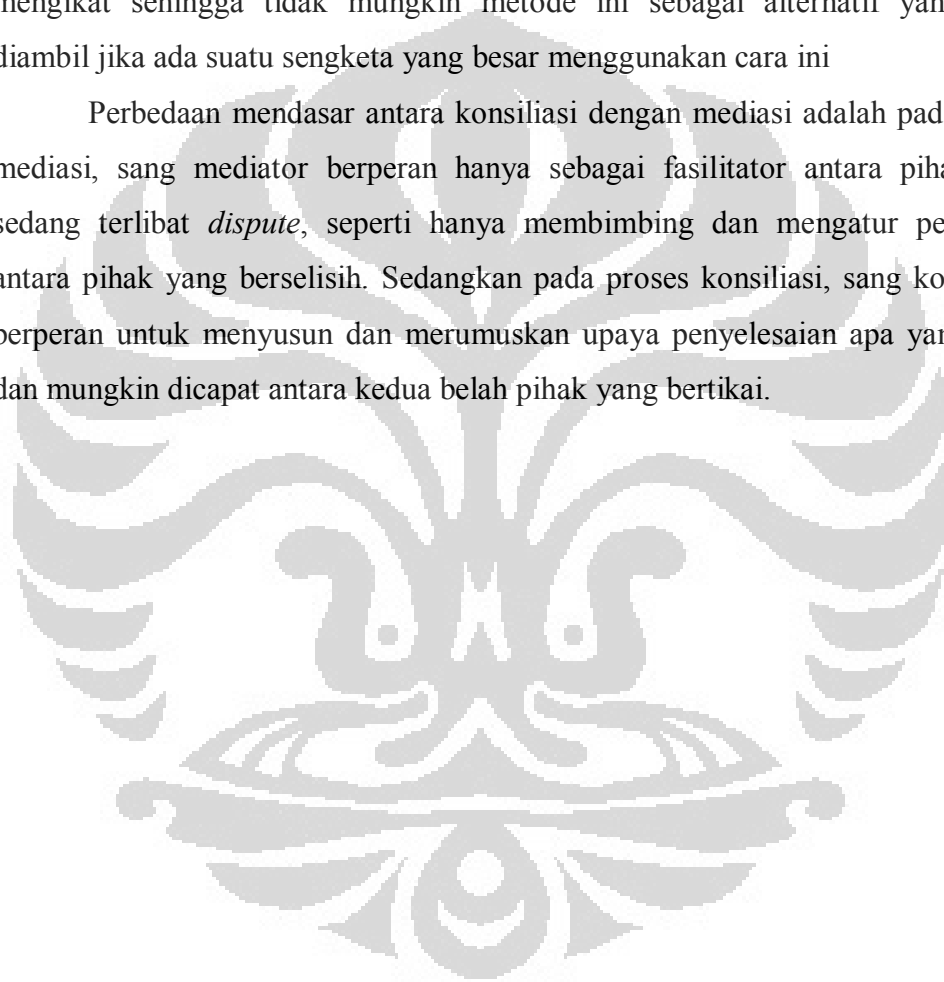 mengikat sehingga tidak mungkin metode ini sebagai alternatif yan
diambil jika ada suatu sengketa yang besar menggunakan cara ini
Perbedaan mendasar antara konsiliasi dengan mediasi adalah pad
mediasi, sang mediator berperan hanya sebagai fasilitator antara piha
sedang terlibat dispute, seperti hanya membimbing dan mengatur pe
antara pihak yang berselisih. Sedangkan pada proses konsiliasi, sang ko
berperan untuk menyusun dan merumuskan upaya penyelesaian apa yan
dan mungkin dicapat antara kedua belah pihak yang bertikai.